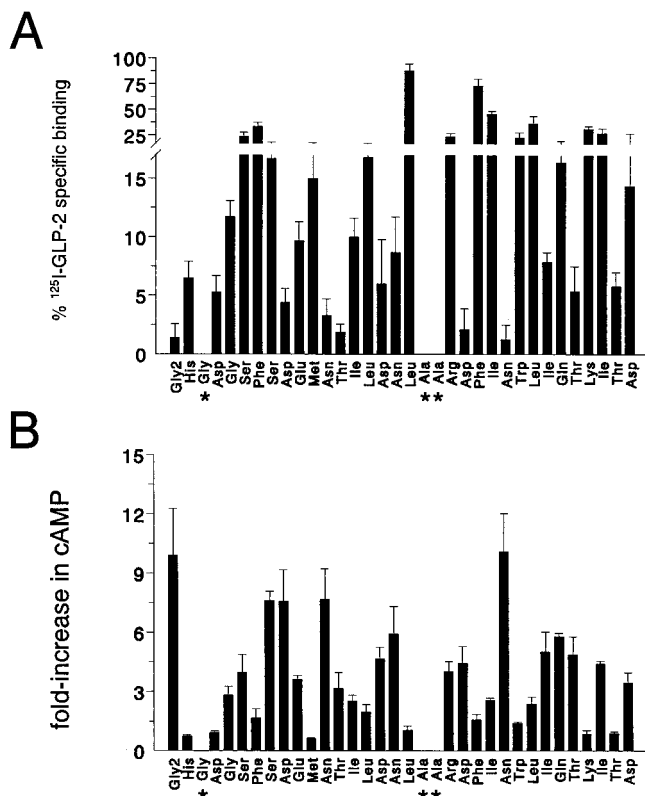 A
% ¹²⁵I-GLP-2 specific binding
100
75
50
25
15
10
5
0
Gly2 His Gly Asp Gly Ser Phe Ser Asp Glu Met Asn Thr Ile Leu Asp Asn Leu Ala Ala Arg Asp Phe Ile Asn Trp Leu Ile Gln Thr Lys Ile Thr Asp
* * *
B
fold-increase in cAMP
15
12
9
6
3
0
Gly2 His Gly Asp Gly Ser Phe Ser Asp Glu Met Asn Thr Ile Leu Asp Asn Leu Ala Ala Arg Asp Phe Ile Asn Trp Leu Ile Gln Thr Lys Ile Thr Asp
* * *